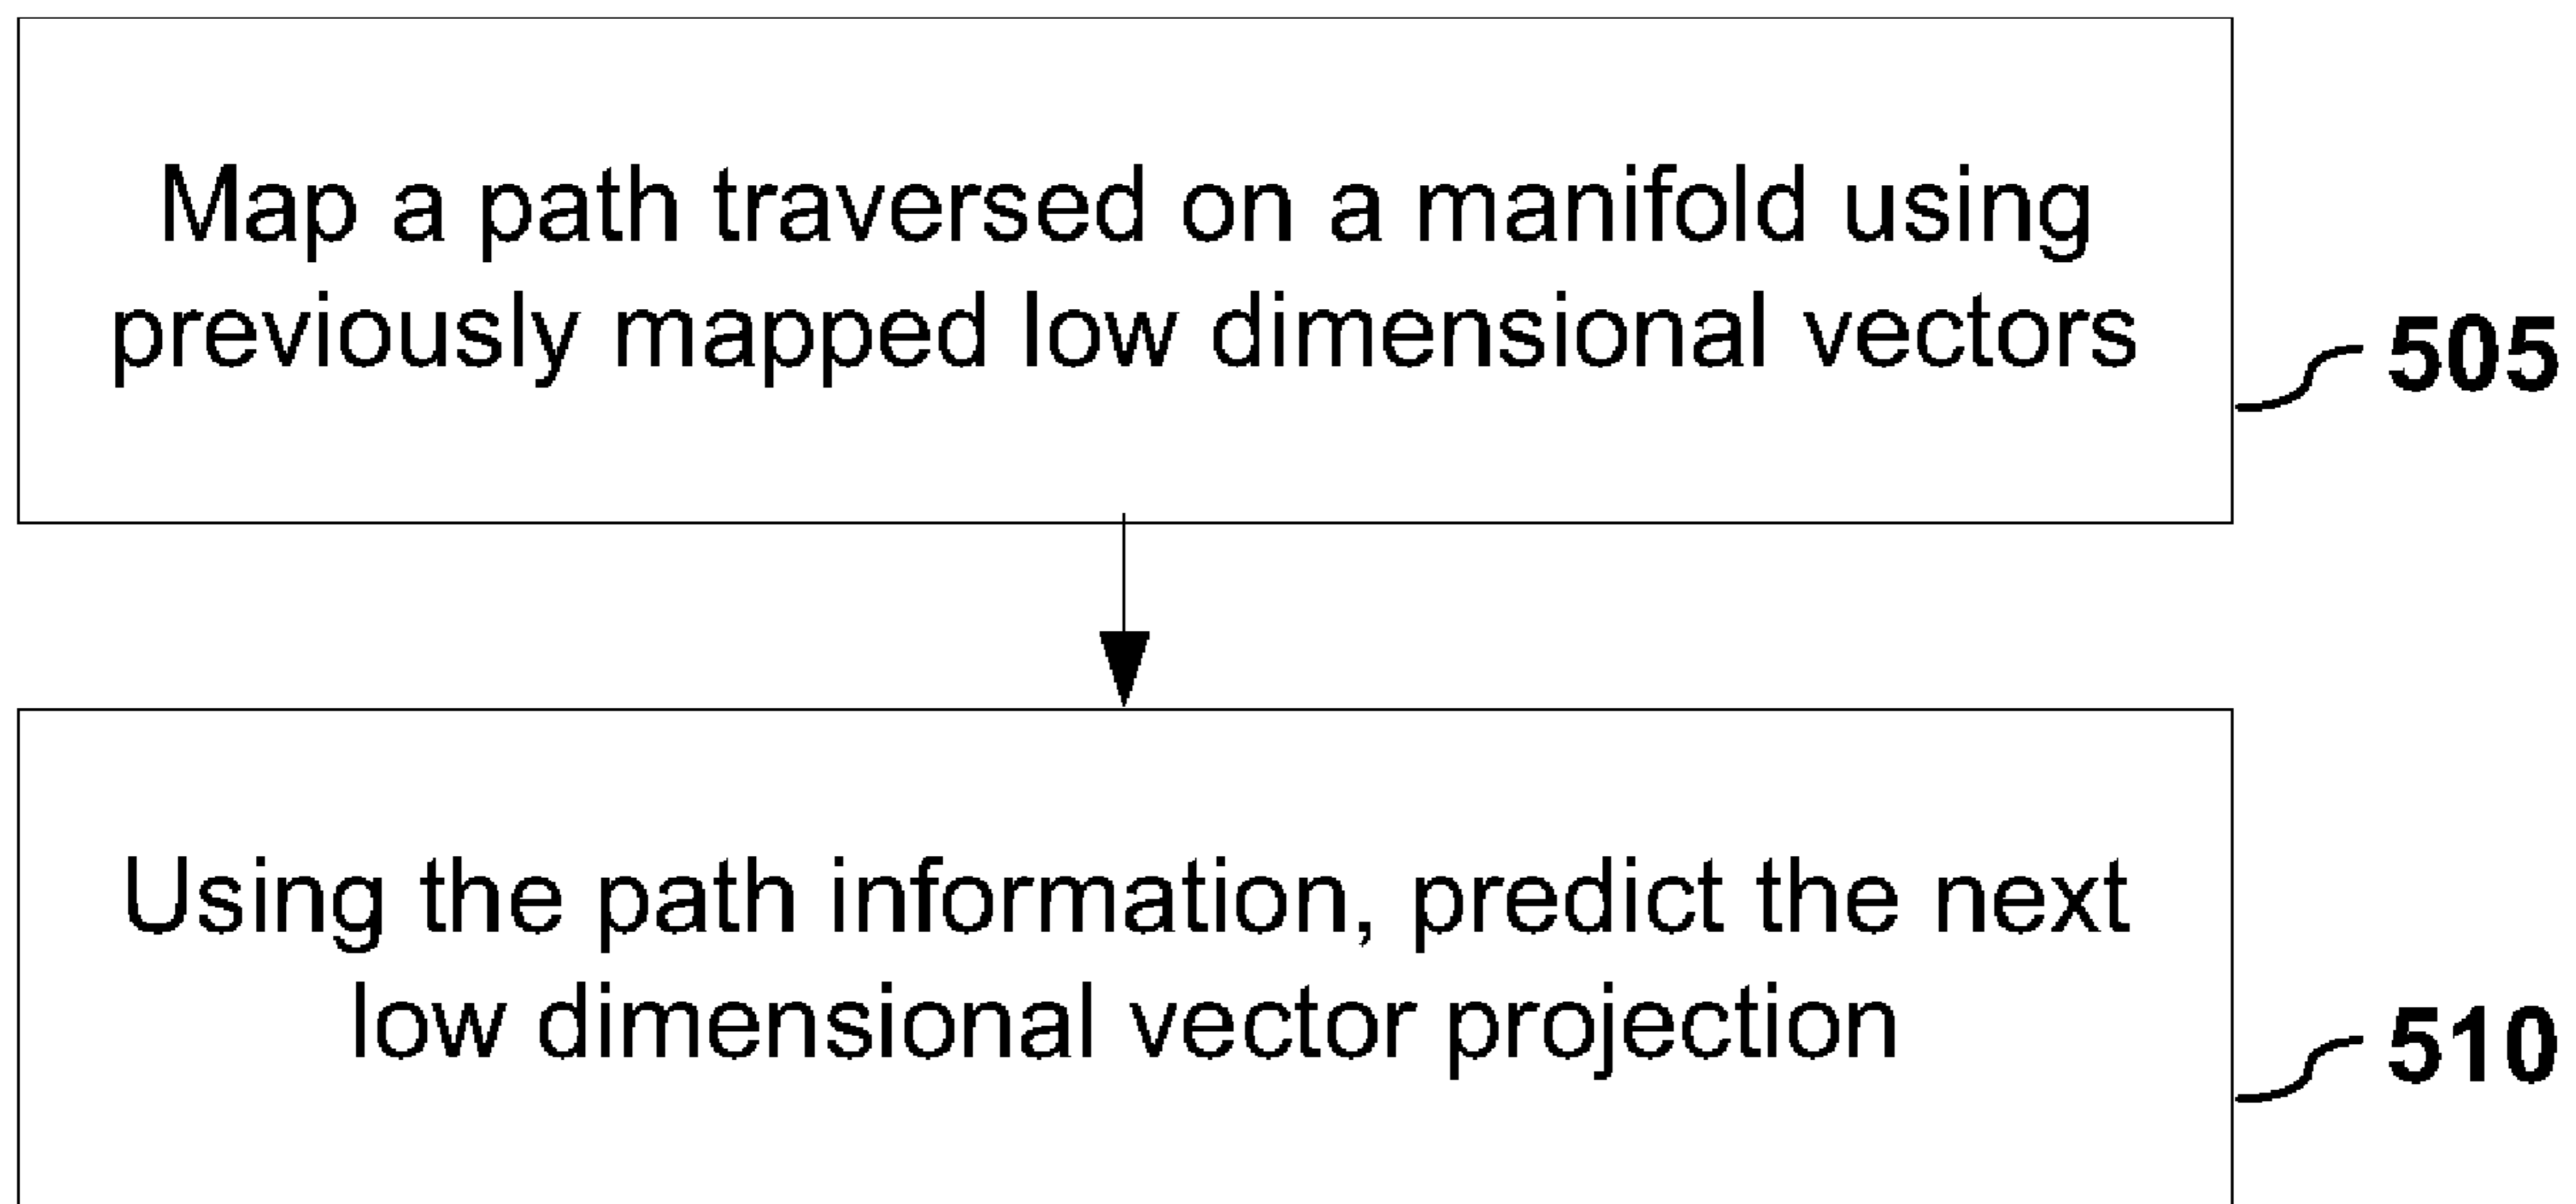 Map a path traversed on a manifold using
previously mapped low dimensional vectors
505
Using the path information, predict the next
low dimensional vector projection
510